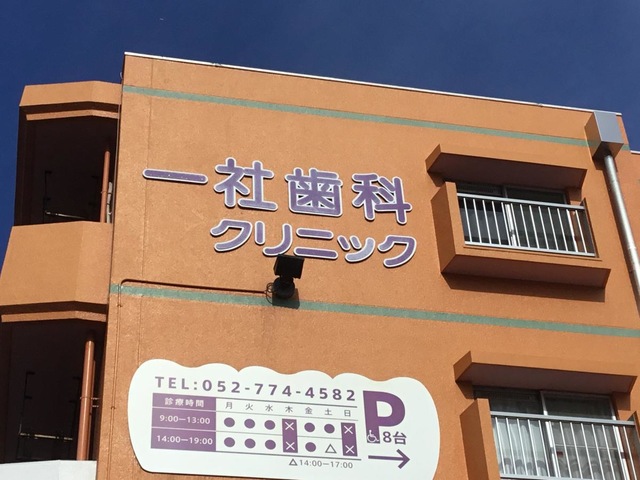 一社歯科
クリニック
TEL:052-774-4582
診療時間 月 火 水 木 金 土 日
9:00—13:00 ● ● ● × ● ● ×
14:00—19:00 ● ● ● × ● △ ×
△14:00—17:00
P
8台
→